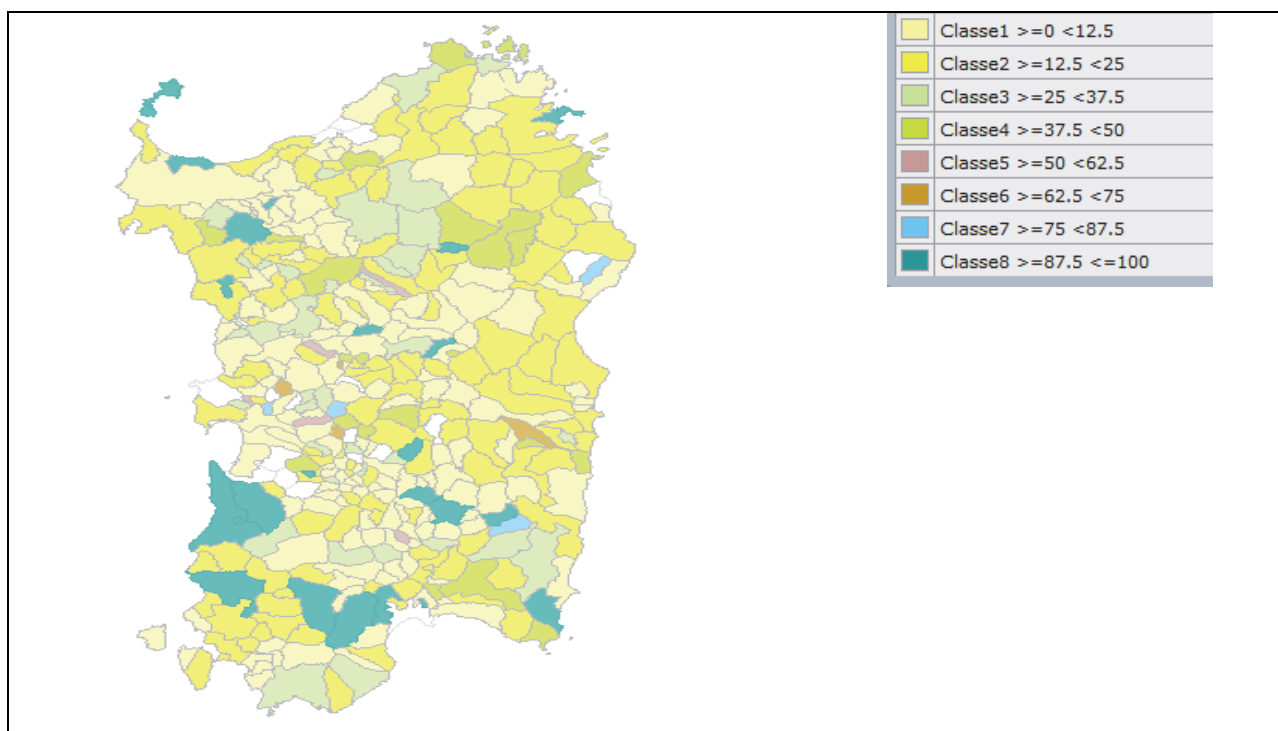 Classe1 >=0 <12.5
Classe2 >=12.5 <25
Classe3 >=25 <37.5
Classe4 >=37.5 <50
Classe5 >=50 <62.5
Classe6 >=62.5 <75
Classe7 >=75 <87.5
Classe8 >=87.5 <=100